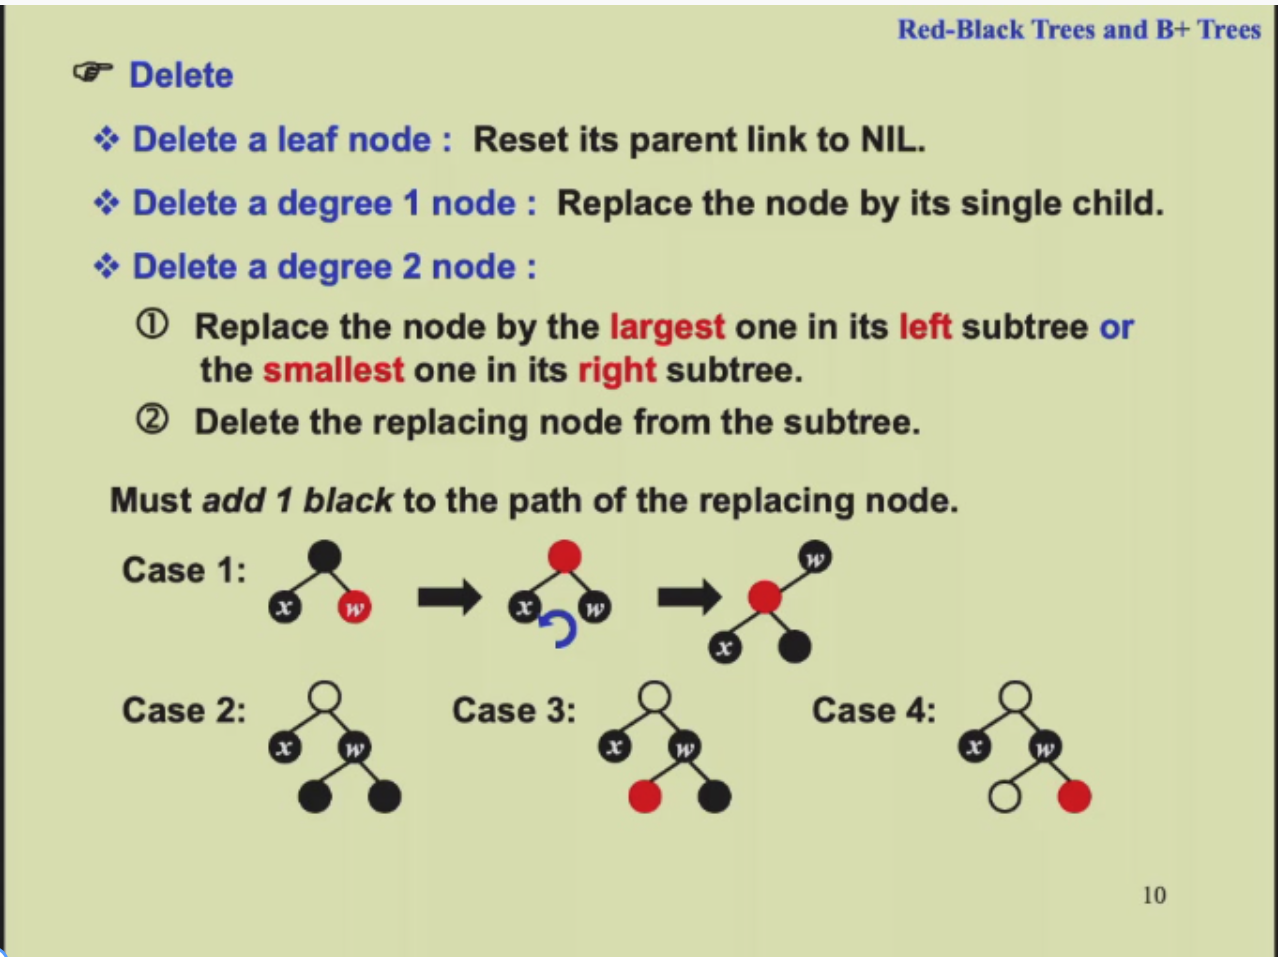 Red-Black Trees and B+ Trees
☞ Delete
❖ Delete a leaf node : Reset its parent link to NIL.
❖ Delete a degree 1 node : Replace the node by its single child.
❖ Delete a degree 2 node :
① Replace the node by the largest one in its left subtree or
the smallest one in its right subtree.
② Delete the replacing node from the subtree.
Must add 1 black to the path of the replacing node.
Case 1:
x w
x w
w
x
Case 2:
x w
Case 3:
x w
Case 4:
x w
10